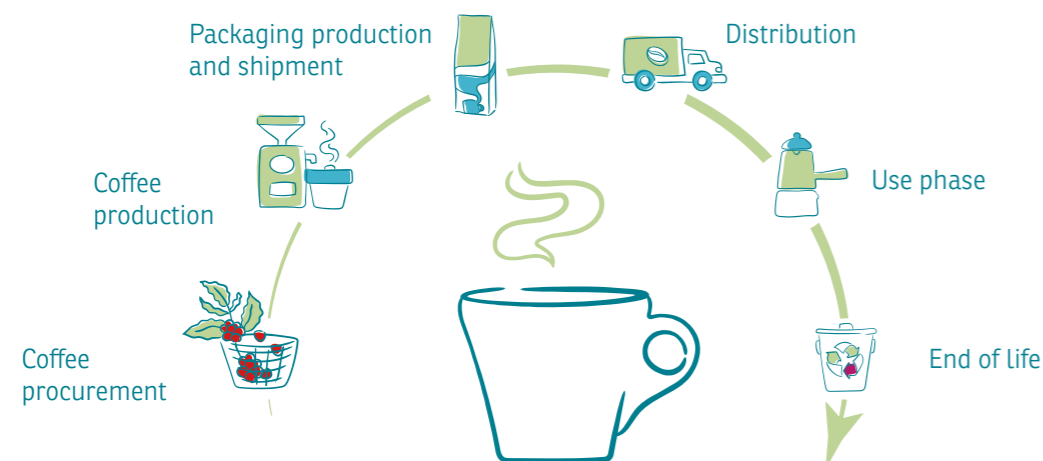 Packaging production
and shipment
Distribution
Coffee
production
Use phase
Coffee
procurement
End of life